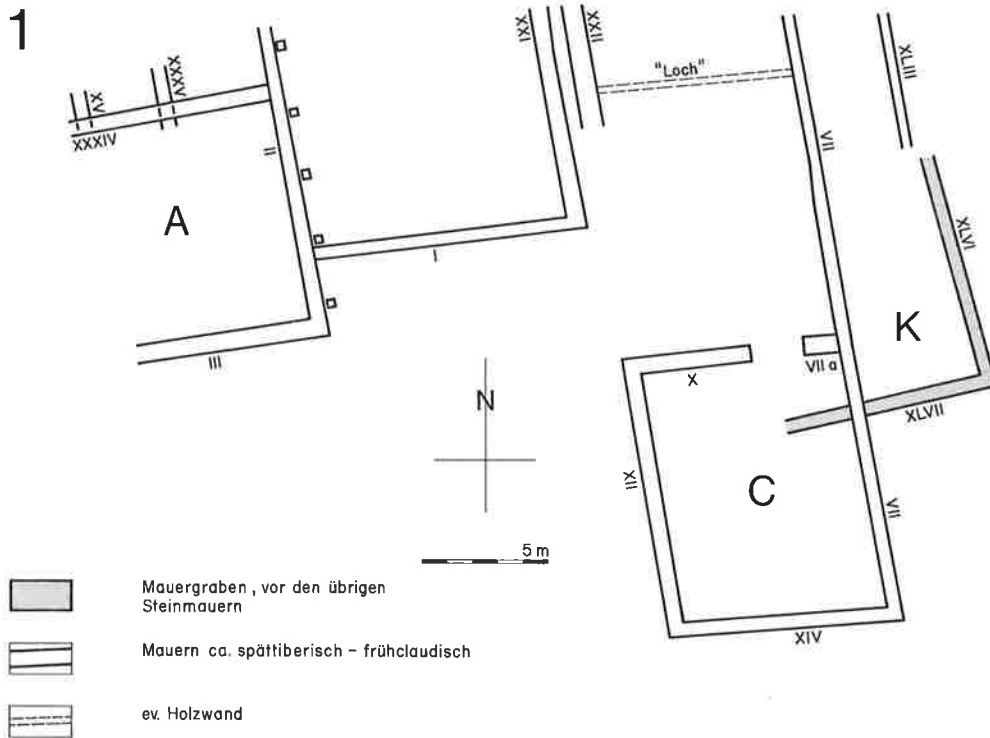 1
XV
XXXV
XXXIV
II
XXI
XXII
"Loch"
XLIII
VII
A
I
III
XLVI
K
VII a
X
XLVII
N
XII
C
VII
5 m
XIV
Mauergraben, vor den übrigen
Steinmauern
Mauern ca. spättiberisch – frühclaudisch
ev. Holzwand